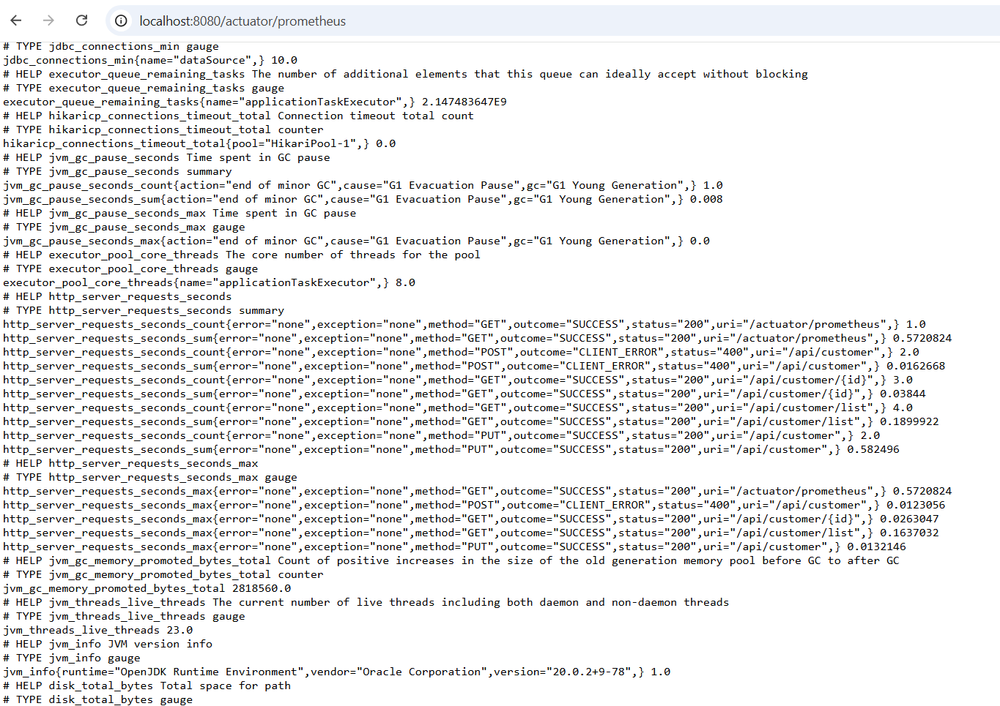 localhost:8080/actuator/prometheus
# TYPE jdbc_connections_min gauge
jdbc_connections_min{name="dataSource",} 10.0
# HELP executor_queue_remaining_tasks The number of additional elements that this queue can ideally accept without blocking
# TYPE executor_queue_remaining_tasks gauge
executor_queue_remaining_tasks{name="applicationTaskExecutor",} 2.147483647E9
# HELP hikaricp_connections_timeout_total Connection timeout total count
# TYPE hikaricp_connections_timeout_total counter
hikaricp_connections_timeout_total{pool="HikariPool-1",} 0.0
# HELP jvm_gc_pause_seconds Time spent in GC pause
# TYPE jvm_gc_pause_seconds summary
jvm_gc_pause_seconds_count{action="end of minor GC",cause="G1 Evacuation Pause",gc="G1 Young Generation",} 1.0
jvm_gc_pause_seconds_sum{action="end of minor GC",cause="G1 Evacuation Pause",gc="G1 Young Generation",} 0.008
# HELP jvm_gc_pause_seconds_max Time spent in GC pause
# TYPE jvm_gc_pause_seconds_max gauge
jvm_gc_pause_seconds_max{action="end of minor GC",cause="G1 Evacuation Pause",gc="G1 Young Generation",} 0.0
# HELP executor_pool_core_threads The core number of threads for the pool
# TYPE executor_pool_core_threads gauge
executor_pool_core_threads{name="applicationTaskExecutor",} 8.0
# HELP http_server_requests_seconds
# TYPE http_server_requests_seconds summary
http_server_requests_seconds_count{error="none",exception="none",method="GET",outcome="SUCCESS",status="200",uri="/actuator/prometheus",} 1.0
http_server_requests_seconds_sum{error="none",exception="none",method="GET",outcome="SUCCESS",status="200",uri="/actuator/prometheus",} 0.5720824
http_server_requests_seconds_count{error="none",exception="none",method="POST",outcome="CLIENT_ERROR",status="400",uri="/api/customer",} 2.0
http_server_requests_seconds_sum{error="none",exception="none",method="POST",outcome="CLIENT_ERROR",status="400",uri="/api/customer",} 0.0162668
http_server_requests_seconds_count{error="none",exception="none",method="GET",outcome="SUCCESS",status="200",uri="/api/customer/{id}",} 3.0
http_server_requests_seconds_sum{error="none",exception="none",method="GET",outcome="SUCCESS",status="200",uri="/api/customer/{id}",} 0.03844
http_server_requests_seconds_count{error="none",exception="none",method="GET",outcome="SUCCESS",status="200",uri="/api/customer/list",} 4.0
http_server_requests_seconds_sum{error="none",exception="none",method="GET",outcome="SUCCESS",status="200",uri="/api/customer/list",} 0.1899922
http_server_requests_seconds_count{error="none",exception="none",method="PUT",outcome="SUCCESS",status="200",uri="/api/customer",} 2.0
http_server_requests_seconds_sum{error="none",exception="none",method="PUT",outcome="SUCCESS",status="200",uri="/api/customer",} 0.582496
# HELP http_server_requests_seconds_max
# TYPE http_server_requests_seconds_max gauge
http_server_requests_seconds_max{error="none",exception="none",method="GET",outcome="SUCCESS",status="200",uri="/actuator/prometheus",} 0.5720824
http_server_requests_seconds_max{error="none",exception="none",method="POST",outcome="CLIENT_ERROR",status="400",uri="/api/customer",} 0.0123056
http_server_requests_seconds_max{error="none",exception="none",method="GET",outcome="SUCCESS",status="200",uri="/api/customer/{id}",} 0.0263047
http_server_requests_seconds_max{error="none",exception="none",method="GET",outcome="SUCCESS",status="200",uri="/api/customer/list",} 0.1637032
http_server_requests_seconds_max{error="none",exception="none",method="PUT",outcome="SUCCESS",status="200",uri="/api/customer",} 0.0132146
# HELP jvm_gc_memory_promoted_bytes_total Count of positive increases in the size of the old generation memory pool before GC to after GC
# TYPE jvm_gc_memory_promoted_bytes_total counter
jvm_gc_memory_promoted_bytes_total 2818560.0
# HELP jvm_threads_live_threads The current number of live threads including both daemon and non-daemon threads
# TYPE jvm_threads_live_threads gauge
jvm_threads_live_threads 23.0
# HELP jvm_info JVM version info
# TYPE jvm_info gauge
jvm_info{runtime="OpenJDK Runtime Environment",vendor="Oracle Corporation",version="20.0.2+9-78",} 1.0
# HELP disk_total_bytes Total space for path
# TYPE disk_total_bytes gauge